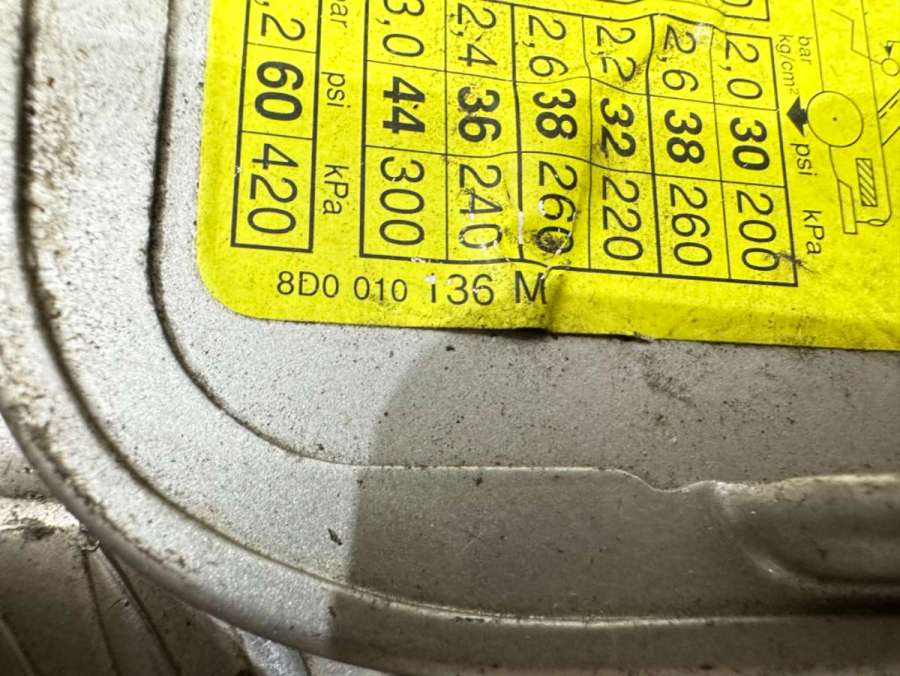 bar
kg/cm² psi kPa
2,0 30 200
2,6 38 260
2,2 32 220
2,6 38 260
2,4 36 240
3,0 44 300
bar psi kPa
,2 60 420
8D0 010 136 M